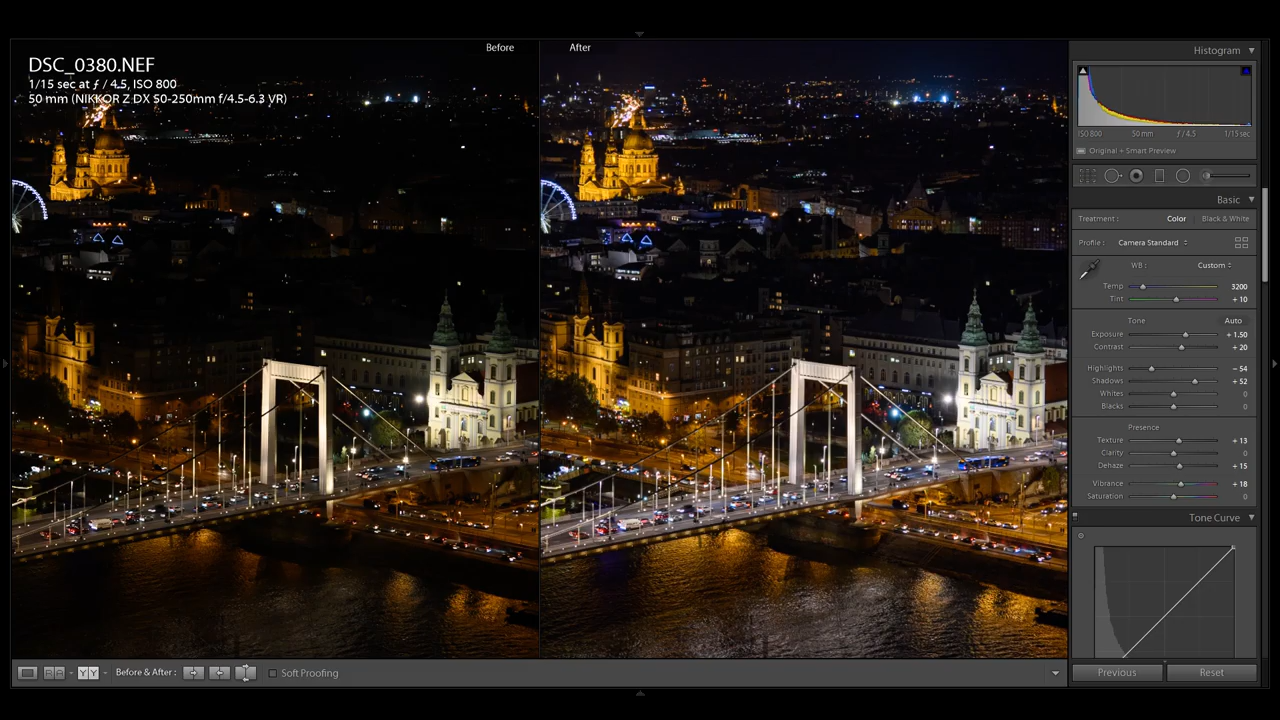 Before
After
DSC_0380.NEF
1/15 sec at ƒ / 4.5, ISO 800
50 mm (NIKKOR Z DX 50-250mm f/4.5-6.3 VR)
Histogram
ISO 800 50 mm ƒ / 4.5 1/15 sec
Original + Smart Preview
Basic
Treatment : Color Black & White
Profile : Camera Standard
WB : Custom
Temp 3200
Tint + 10
Tone Auto
Exposure + 1.50
Contrast + 20
Highlights − 54
Shadows + 52
Whites 0
Blacks 0
Presence
Texture + 13
Clarity 0
Dehaze + 15
Vibrance + 18
Saturation 0
Tone Curve
Before & After :
Soft Proofing
Previous
Reset